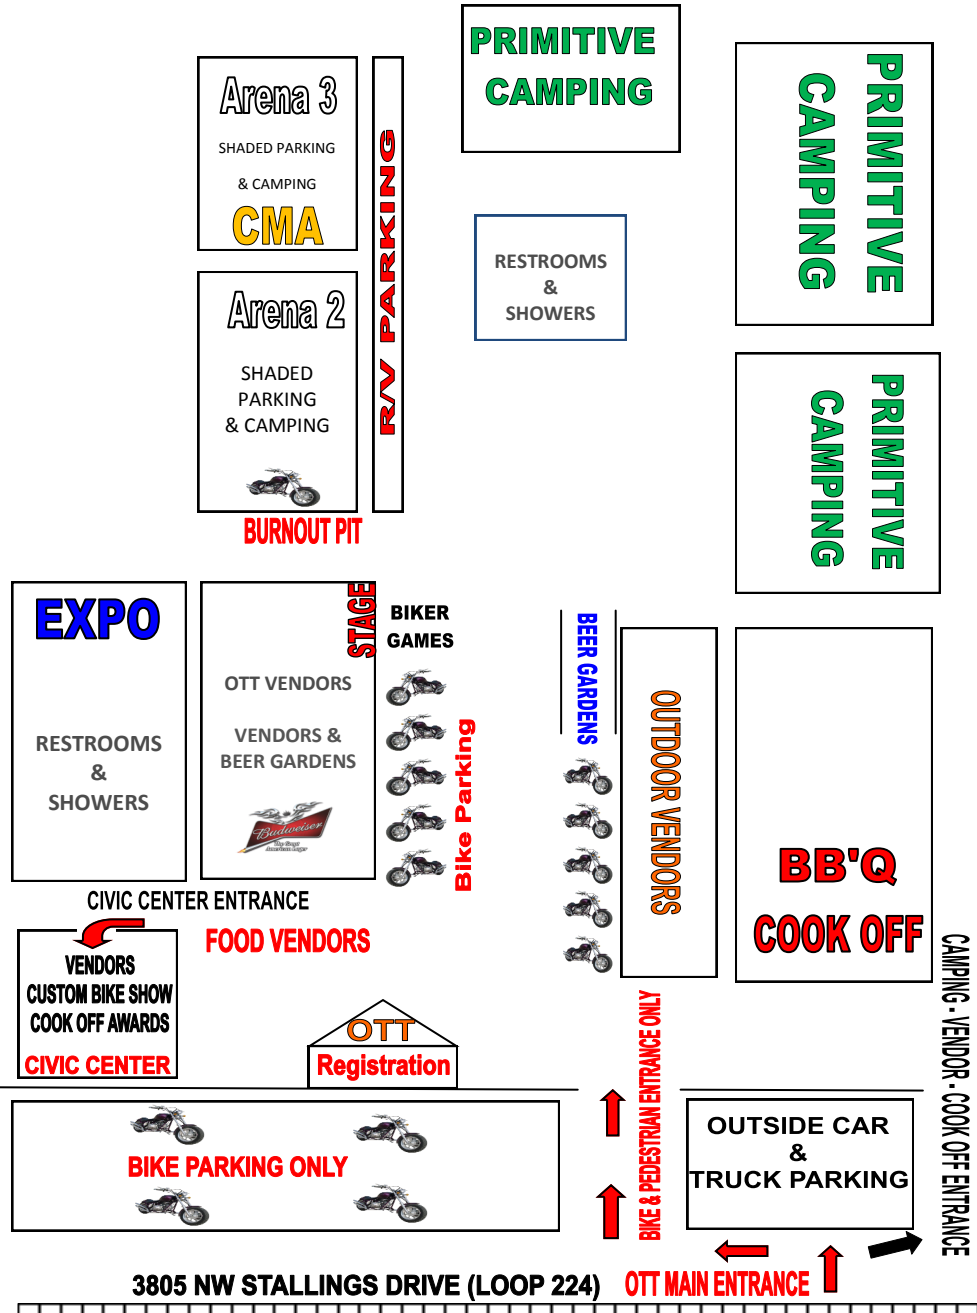 PRIMITIVE
CAMPING
PRIMITIVE
CAMPING
Arena 3
SHADED PARKING
& CAMPING
CMA
R/V PARKING
RESTROOMS
&
SHOWERS
Arena 2
SHADED
PARKING
& CAMPING
PRIMITIVE
CAMPING
BURNOUT PIT
EXPO
RESTROOMS
&
SHOWERS
STAGE
OTT VENDORS
VENDORS &
BEER GARDENS
Budweiser
The Great
American Lager
BIKER
GAMES
Bike Parking
BEER GARDENS
OUTDOOR VENDORS
BB'Q
COOK OFF
CIVIC CENTER ENTRANCE
FOOD VENDORS
VENDORS
CUSTOM BIKE SHOW
COOK OFF AWARDS
CIVIC CENTER
OTT
Registration
BIKE & PEDESTRIAN ENTRANCE ONLY
CAMPING - VENDOR - COOK OFF ENTRANCE
BIKE PARKING ONLY
OUTSIDE CAR
&
TRUCK PARKING
3805 NW STALLINGS DRIVE (LOOP 224)
OTT MAIN ENTRANCE